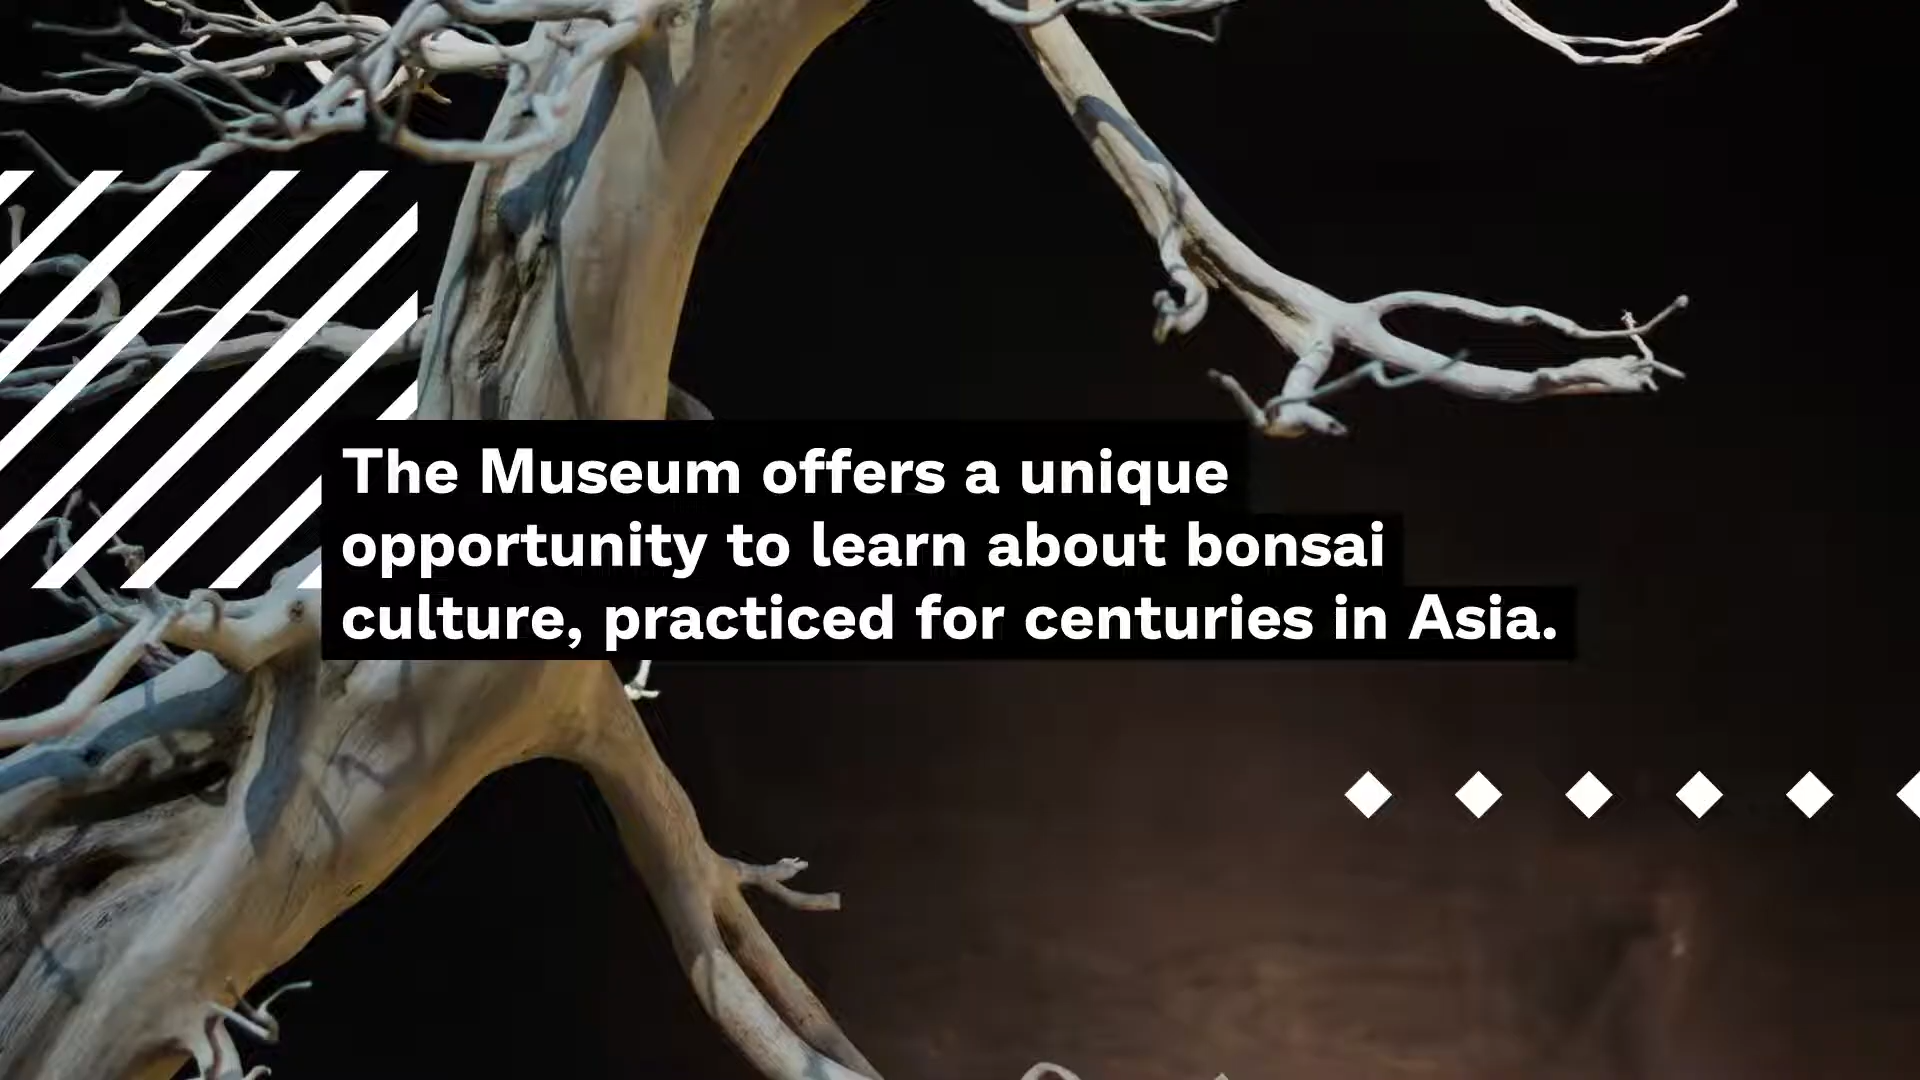 The Museum offers a unique
opportunity to learn about bonsai
culture, practiced for centuries in Asia.